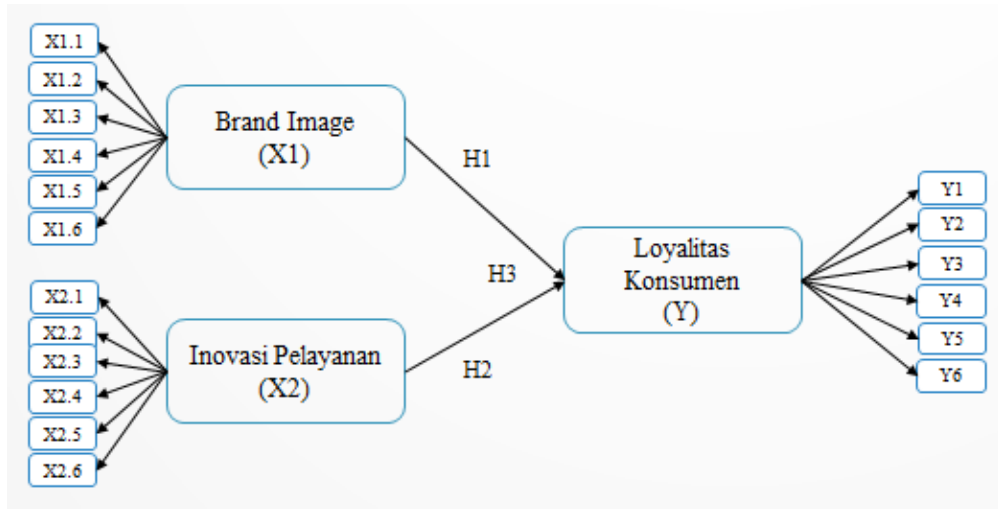 X1.1
X1.2
X1.3
X1.4
X1.5
X1.6
Brand Image
(X1)
H1
X2.1
X2.2
X2.3
X2.4
X2.5
X2.6
Inovasi Pelayanan
(X2)
H3
H2
Loyalitas
Konsumen
(Y)
Y1
Y2
Y3
Y4
Y5
Y6